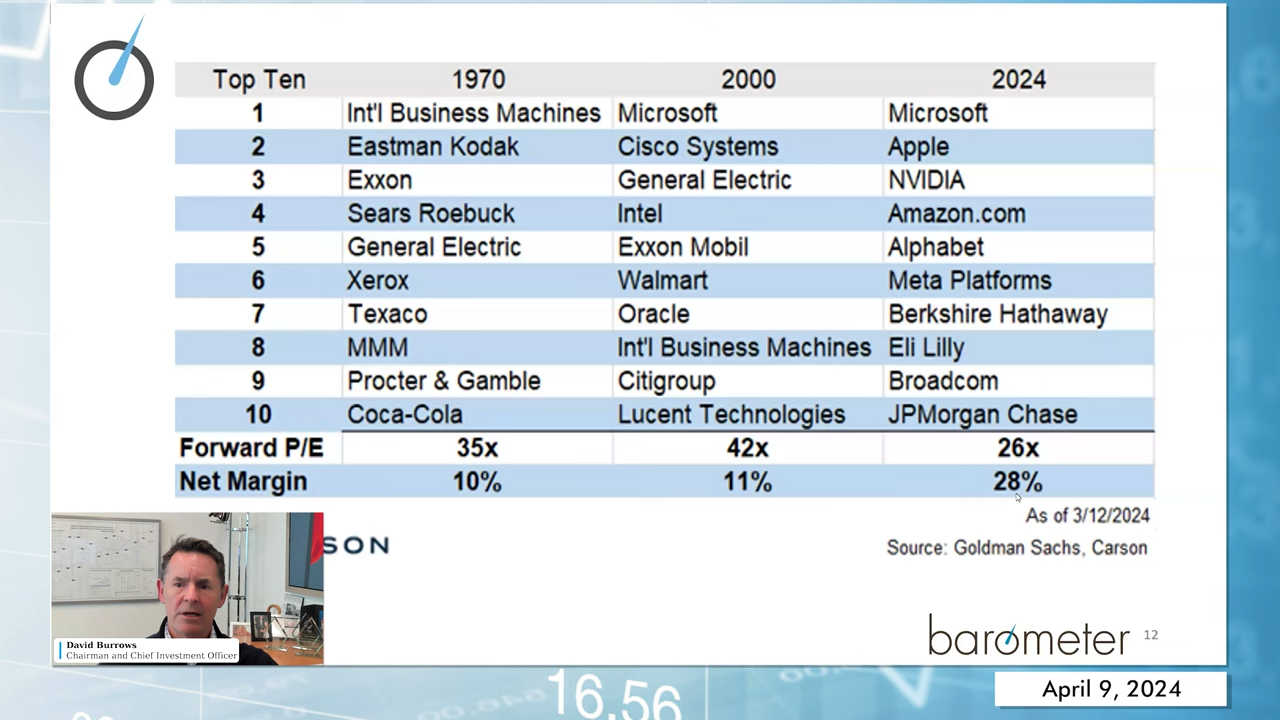 Top Ten 1970 2000 2024
1 Int'l Business Machines Microsoft Microsoft
2 Eastman Kodak Cisco Systems Apple
3 Exxon General Electric NVIDIA
4 Sears Roebuck Intel Amazon.com
5 General Electric Exxon Mobil Alphabet
6 Xerox Walmart Meta Platforms
7 Texaco Oracle Berkshire Hathaway
8 MMM Int'l Business Machines Eli Lilly
9 Procter & Gamble Citigroup Broadcom
10 Coca-Cola Lucent Technologies JPMorgan Chase
Forward P/E 35x 42x 26x
Net Margin 10% 11% 28%
As of 3/12/2024
Source: Goldman Sachs, Carson
SON
David Burrows
Chairman and Chief Investment Officer
barometer 12
April 9, 2024
16.56